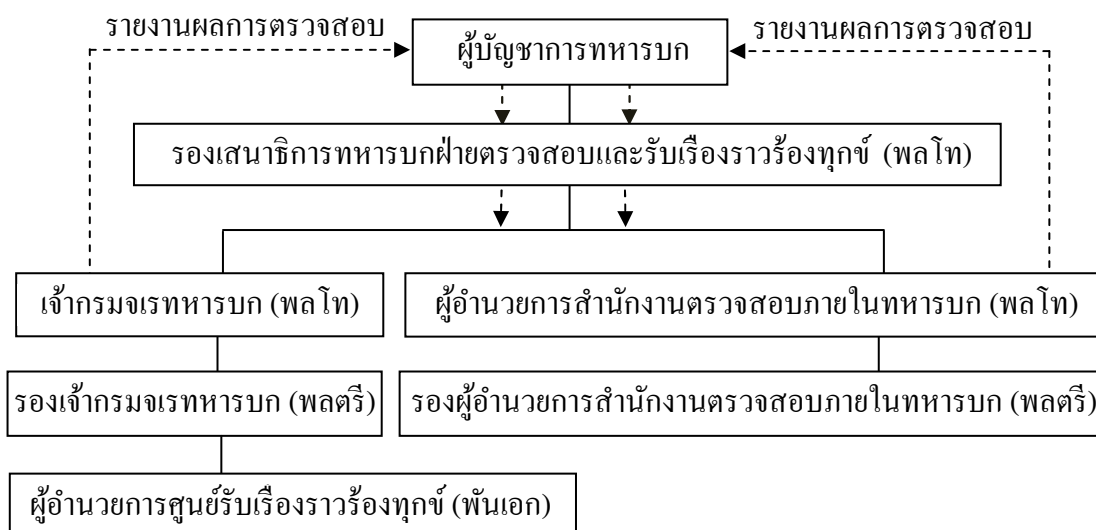 รายงานผลการตรวจสอบ
รายงานผลการตรวจสอบ
ผู้บัญชาการทหารบก
รองเสนาธิการทหารบกฝ่ายตรวจสอบและรับเรื่องราวร้องทุกข์ (พลโท)
เจ้ากรมจเรทหารบก (พลโท)
ผู้อำนวยการสำนักงานตรวจสอบภายในทหารบก (พลโท)
รองเจ้ากรมจเรทหารบก (พลตรี)
รองผู้อำนวยการสำนักงานตรวจสอบภายในทหารบก (พลตรี)
ผู้อำนวยการศูนย์รับเรื่องราวร้องทุกข์ (พันเอก)